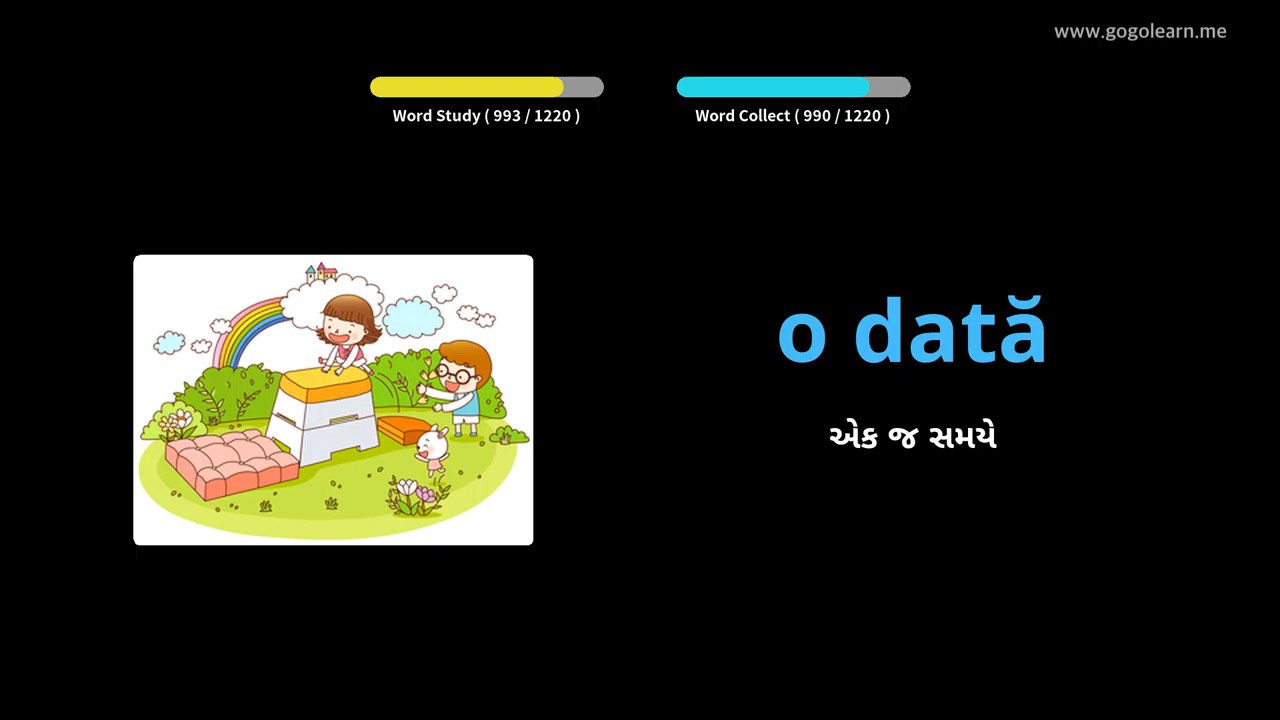 www.gogolearn.me
Word Study ( 993 / 1220 )
Word Collect ( 990 / 1220 )
o dată
એક જ સમયે